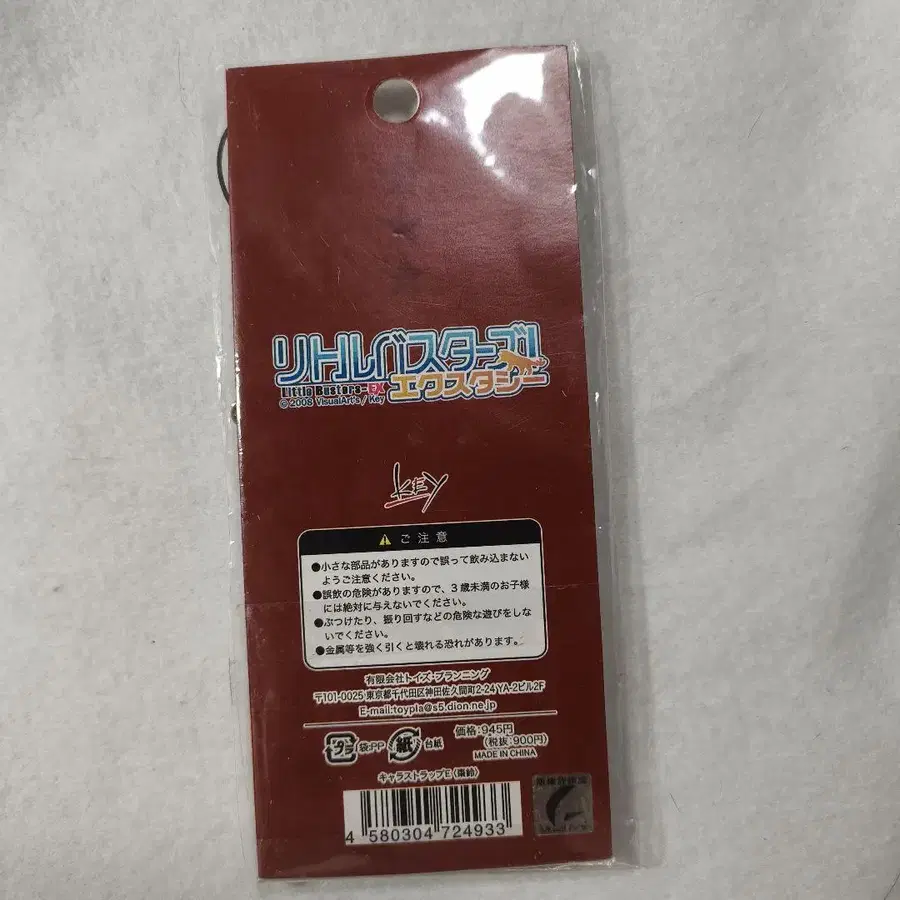 リトルバスターズ!
Little Busters-EX
エクスタシー
© 2008 VisualArt's / Key
Key
ご注意
●小さな部品がありますので誤って飲み込まない
ようご注意ください。
●誤飲の危険がありますので、3歳未満のお子様
には絶対に与えないでください。
●ぶつけたり、振り回すなどの危険な遊びをしな
いでください。
●金属等を強く引くと壊れる恐れがあります。
有限会社トイズ・プランニング
〒101-0025 東京都千代田区神田佐久間町2-24 YA-2ビル2F
E-mail:toypla@s5.dion.ne.jp
プラ 袋:PP 紙 台紙
価格:945円
(税抜:900円)
MADE IN CHINA
キャラストラップE〈棗鈴〉
4 580304 724933